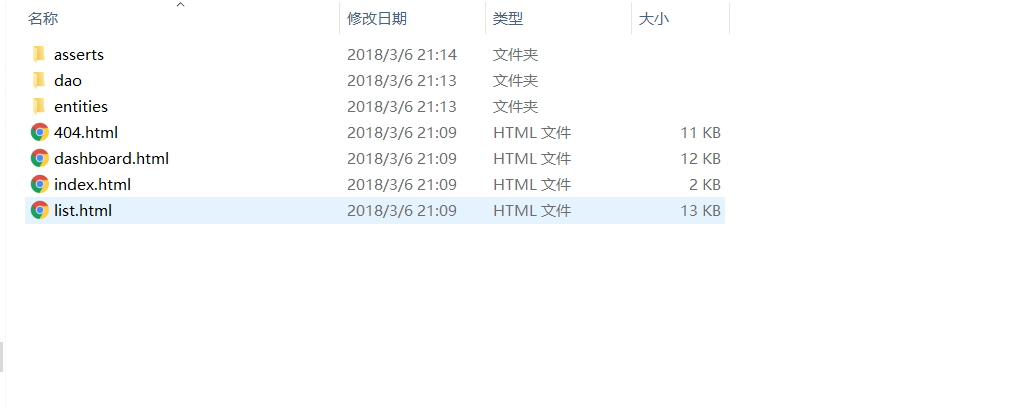 名称 修改日期 类型 大小
asserts 2018/3/6 21:14 文件夹
dao 2018/3/6 21:13 文件夹
entities 2018/3/6 21:13 文件夹
404.html 2018/3/6 21:09 HTML 文件 11 KB
dashboard.html 2018/3/6 21:09 HTML 文件 12 KB
index.html 2018/3/6 21:09 HTML 文件 2 KB
list.html 2018/3/6 21:09 HTML 文件 13 KB